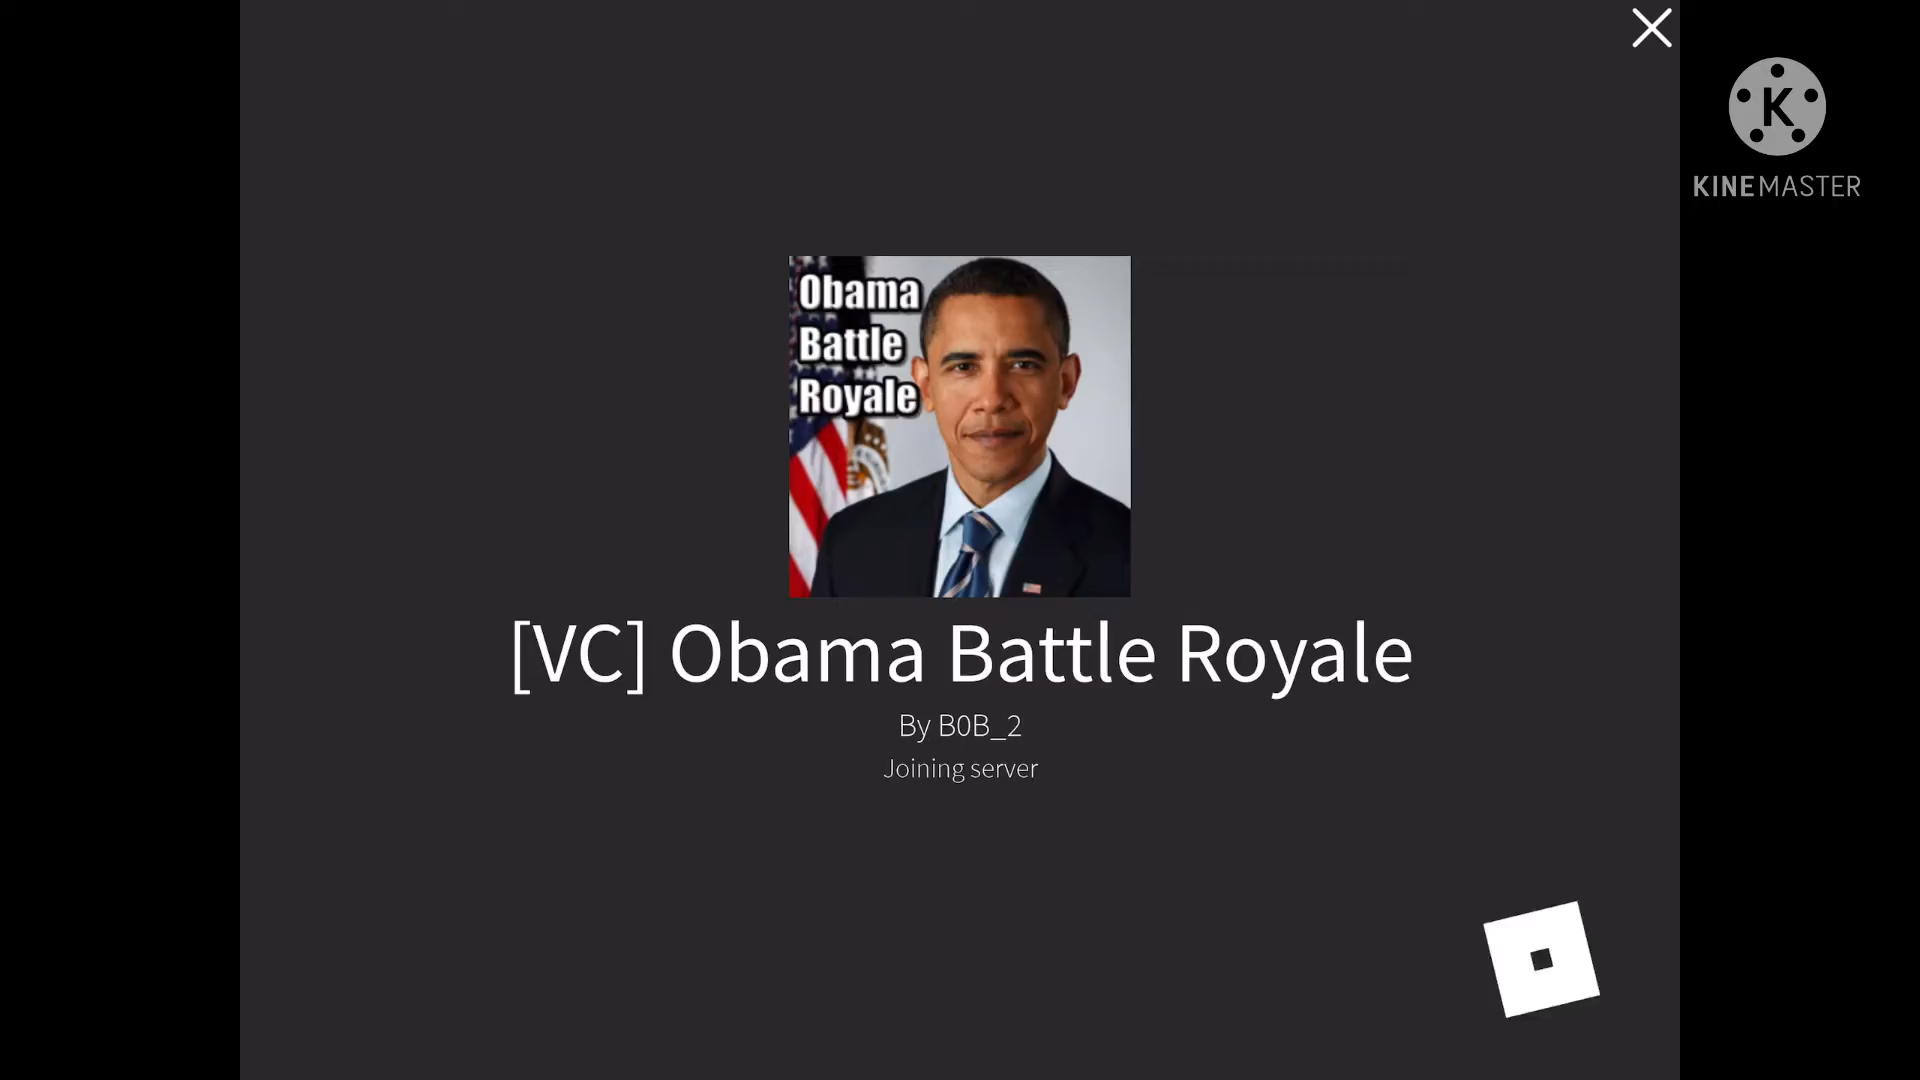 K
KINEMASTER
Obama
Battle
Royale
[VC] Obama Battle Royale
By B0B_2
Joining server